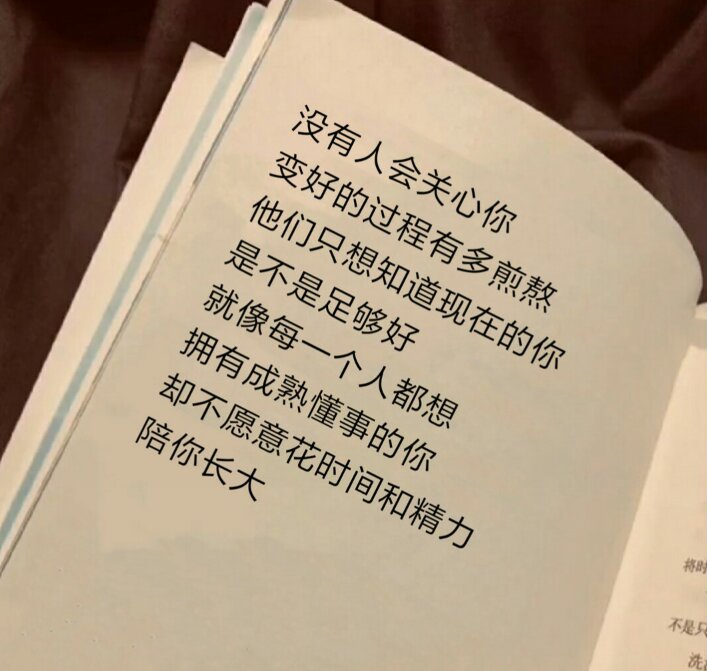 没有人会关心你
变好的过程有多煎熬
他们只想知道现在的你
是不是足够好
就像每一个人都想
拥有成熟懂事的你
却不愿意花时间和精力
陪你长大
将时
不是只
洗